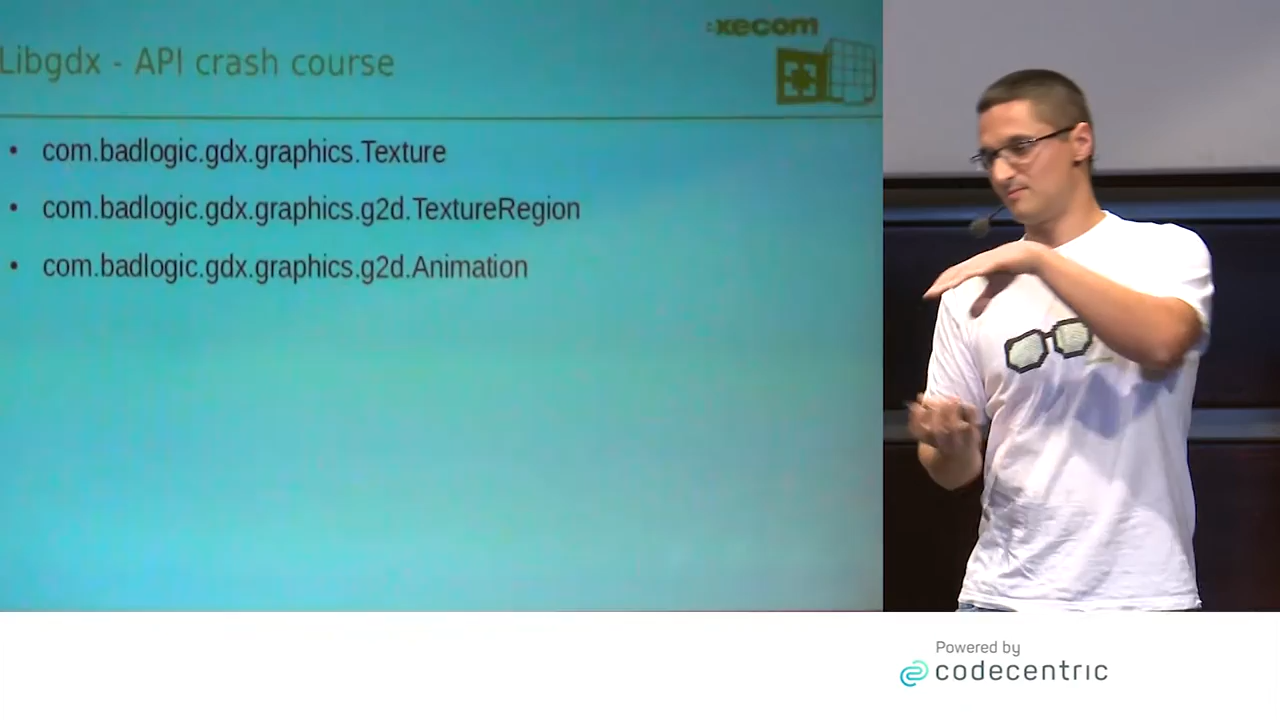 :xecom
Libgdx - API crash course
• com.badlogic.gdx.graphics.Texture
• com.badlogic.gdx.graphics.g2d.TextureRegion
• com.badlogic.gdx.graphics.g2d.Animation
Powered by
codecentric